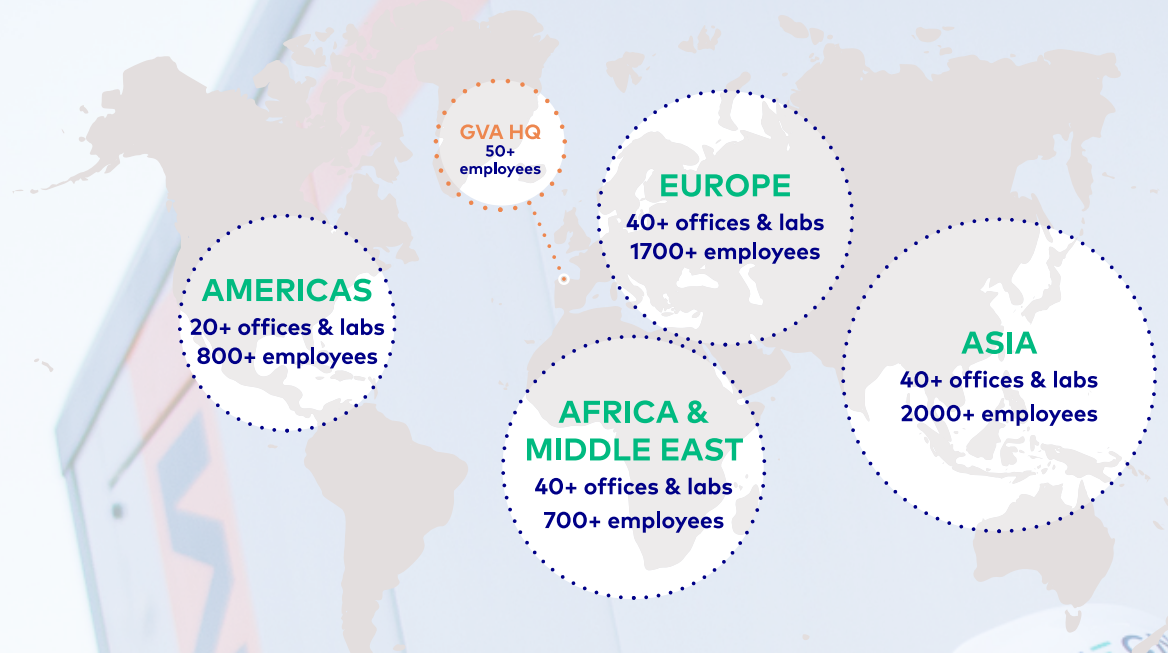 GVA HQ
50+
employees
EUROPE
40+ offices & labs
1700+ employees
AMERICAS
20+ offices & labs
800+ employees
ASIA
40+ offices & labs
2000+ employees
AFRICA &
MIDDLE EAST
40+ offices & labs
700+ employees